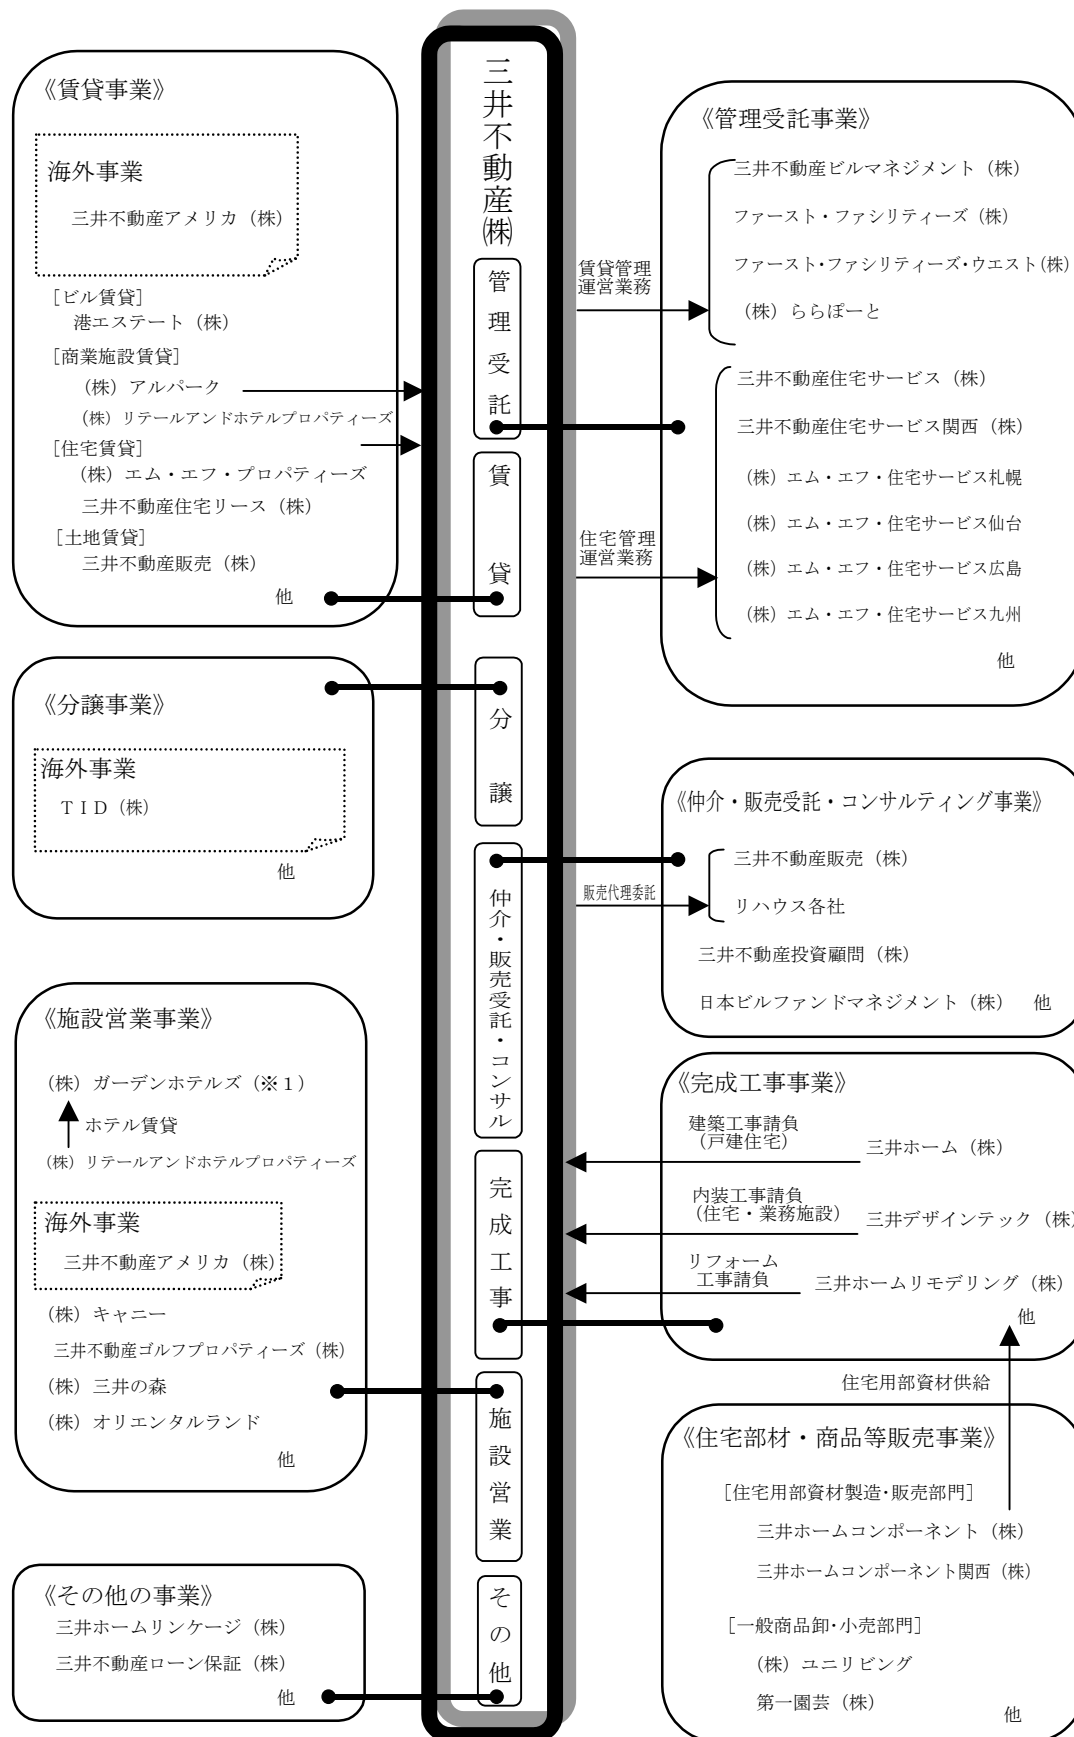 三井不動産㈱
管理受託
賃貸
分譲
仲介・販売受託・コンサル
完成工事
施設営業
その他
《賃貸事業》
海外事業
三井不動産アメリカ（株）
［ビル賃貸］
港エステート（株）
［商業施設賃貸］
（株）アルパーク
（株）リテールアンドホテルプロパティーズ
［住宅賃貸］
（株）エム・エフ・プロパティーズ
三井不動産住宅リース（株）
［土地賃貸］
三井不動産販売（株）
他
《分譲事業》
海外事業
ＴＩＤ（株）
他
《施設営業事業》
（株）ガーデンホテルズ（※１）
ホテル賃貸
（株）リテールアンドホテルプロパティーズ
海外事業
三井不動産アメリカ（株）
（株）キャニー
三井不動産ゴルフプロパティーズ（株）
（株）三井の森
（株）オリエンタルランド
他
《その他の事業》
三井ホームリンケージ（株）
三井不動産ローン保証（株）
他
賃貸管理
運営業務
住宅管理
運営業務
販売代理委託
《管理受託事業》
三井不動産ビルマネジメント（株）
ファースト・ファシリティーズ（株）
ファースト・ファシリティーズ・ウエスト（株）
（株）ららぽーと
三井不動産住宅サービス（株）
三井不動産住宅サービス関西（株）
（株）エム・エフ・住宅サービス札幌
（株）エム・エフ・住宅サービス仙台
（株）エム・エフ・住宅サービス広島
（株）エム・エフ・住宅サービス九州
他
《仲介・販売受託・コンサルティング事業》
三井不動産販売（株）
リハウス各社
三井不動産投資顧問（株）
日本ビルファンドマネジメント（株）　他
《完成工事事業》
建築工事請負
（戸建住宅）
三井ホーム（株）
内装工事請負
（住宅・業務施設）
三井デザインテック（株）
リフォーム
工事請負
三井ホームリモデリング（株）
他
住宅用部資材供給
《住宅部材・商品等販売事業》
［住宅用部資材製造・販売部門］
三井ホームコンポーネント（株）
三井ホームコンポーネント関西（株）
［一般商品卸・小売部門］
（株）ユニリビング
第一園芸（株）
他